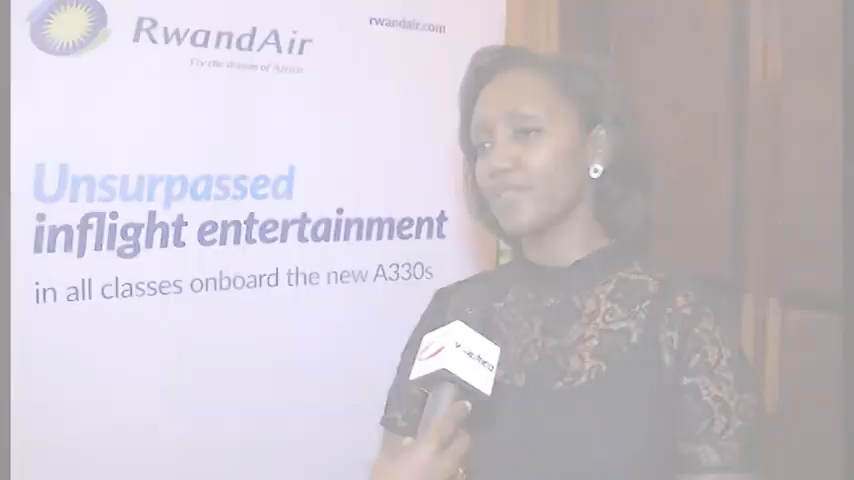 RwandAir
Fly the dream of Africa
rwandair.com
Unsurpassed
inflight entertainment
in all classes onboard the new A330s